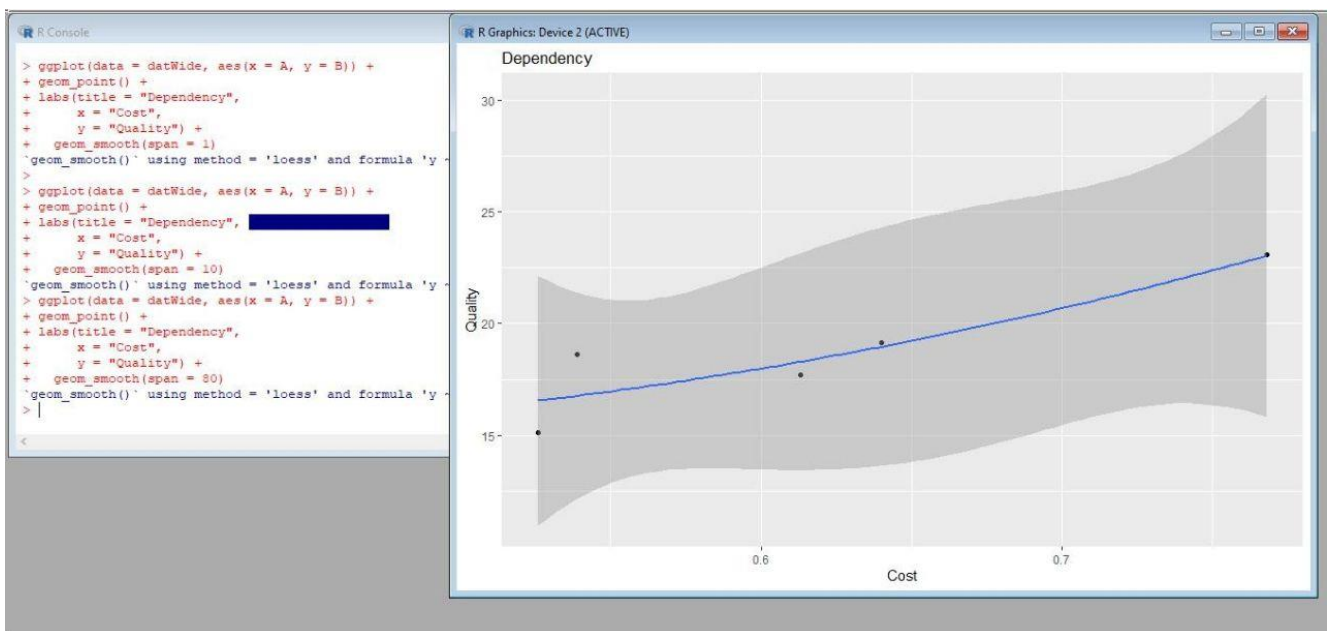 R Console
> ggplot(data = datWide, aes(x = A, y = B)) +
+ geom_point() +
+ labs(title = "Dependency",
+       x = "Cost",
+       y = "Quality") +
+   geom_smooth(span = 1)
`geom_smooth()` using method = 'loess' and formula 'y ~
>
> ggplot(data = datWide, aes(x = A, y = B)) +
+ geom_point() +
+ labs(title = "Dependency",
+       x = "Cost",
+       y = "Quality") +
+   geom_smooth(span = 10)
`geom_smooth()` using method = 'loess' and formula 'y ~
> ggplot(data = datWide, aes(x = A, y = B)) +
+ geom_point() +
+ labs(title = "Dependency",
+       x = "Cost",
+       y = "Quality") +
+   geom_smooth(span = 80)
`geom_smooth()` using method = 'loess' and formula 'y ~
>
R Graphics: Device 2 (ACTIVE)
Dependency
30
25
20
15
Quality
0.6 0.7
Cost